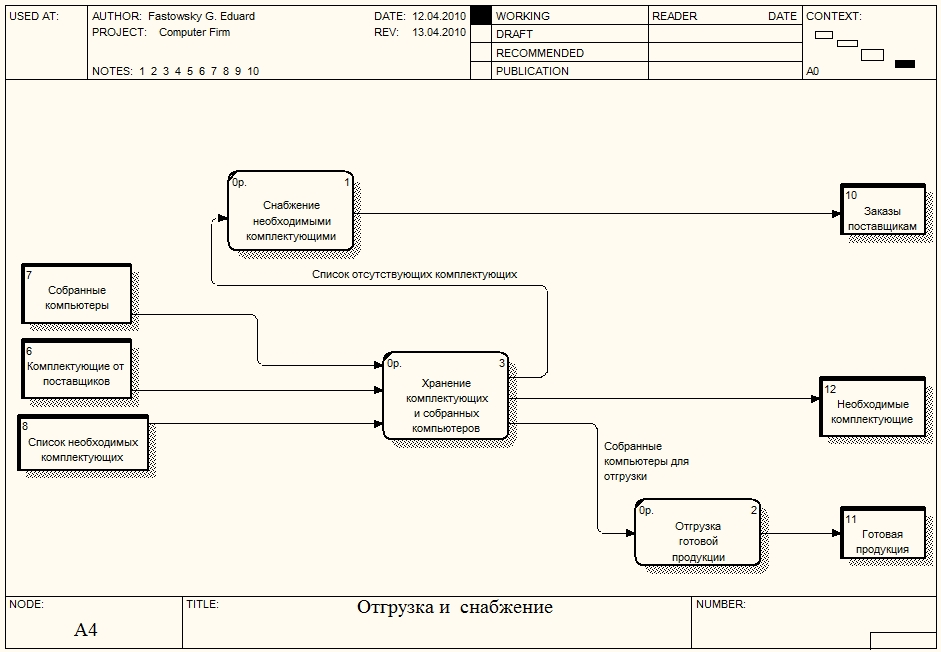 USED AT:
AUTHOR: Fastowsky G. Eduard
DATE: 12.04.2010
PROJECT: Computer Firm
REV: 13.04.2010
NOTES: 1 2 3 4 5 6 7 8 9 10
WORKING
DRAFT
RECOMMENDED
PUBLICATION
READER
DATE
CONTEXT:
A0
0р.
1
Снабжение
необходимыми
комплектующими
10
Заказы
поставщикам
Список отсутствующих комплектующих
7
Собранные
компьютеры
6
Комплектующие от
поставщиков
8
Список необходимых
комплектующих
0р.
3
Хранение
комплектующих
и собранных
компьютеров
12
Необходимые
комплектующие
Собранные
компьютеры для
отгрузки
0р.
2
Отгрузка
готовой
продукции
11
Готовая
продукция
NODE:
A4
TITLE:
Отгрузка и снабжение
NUMBER: